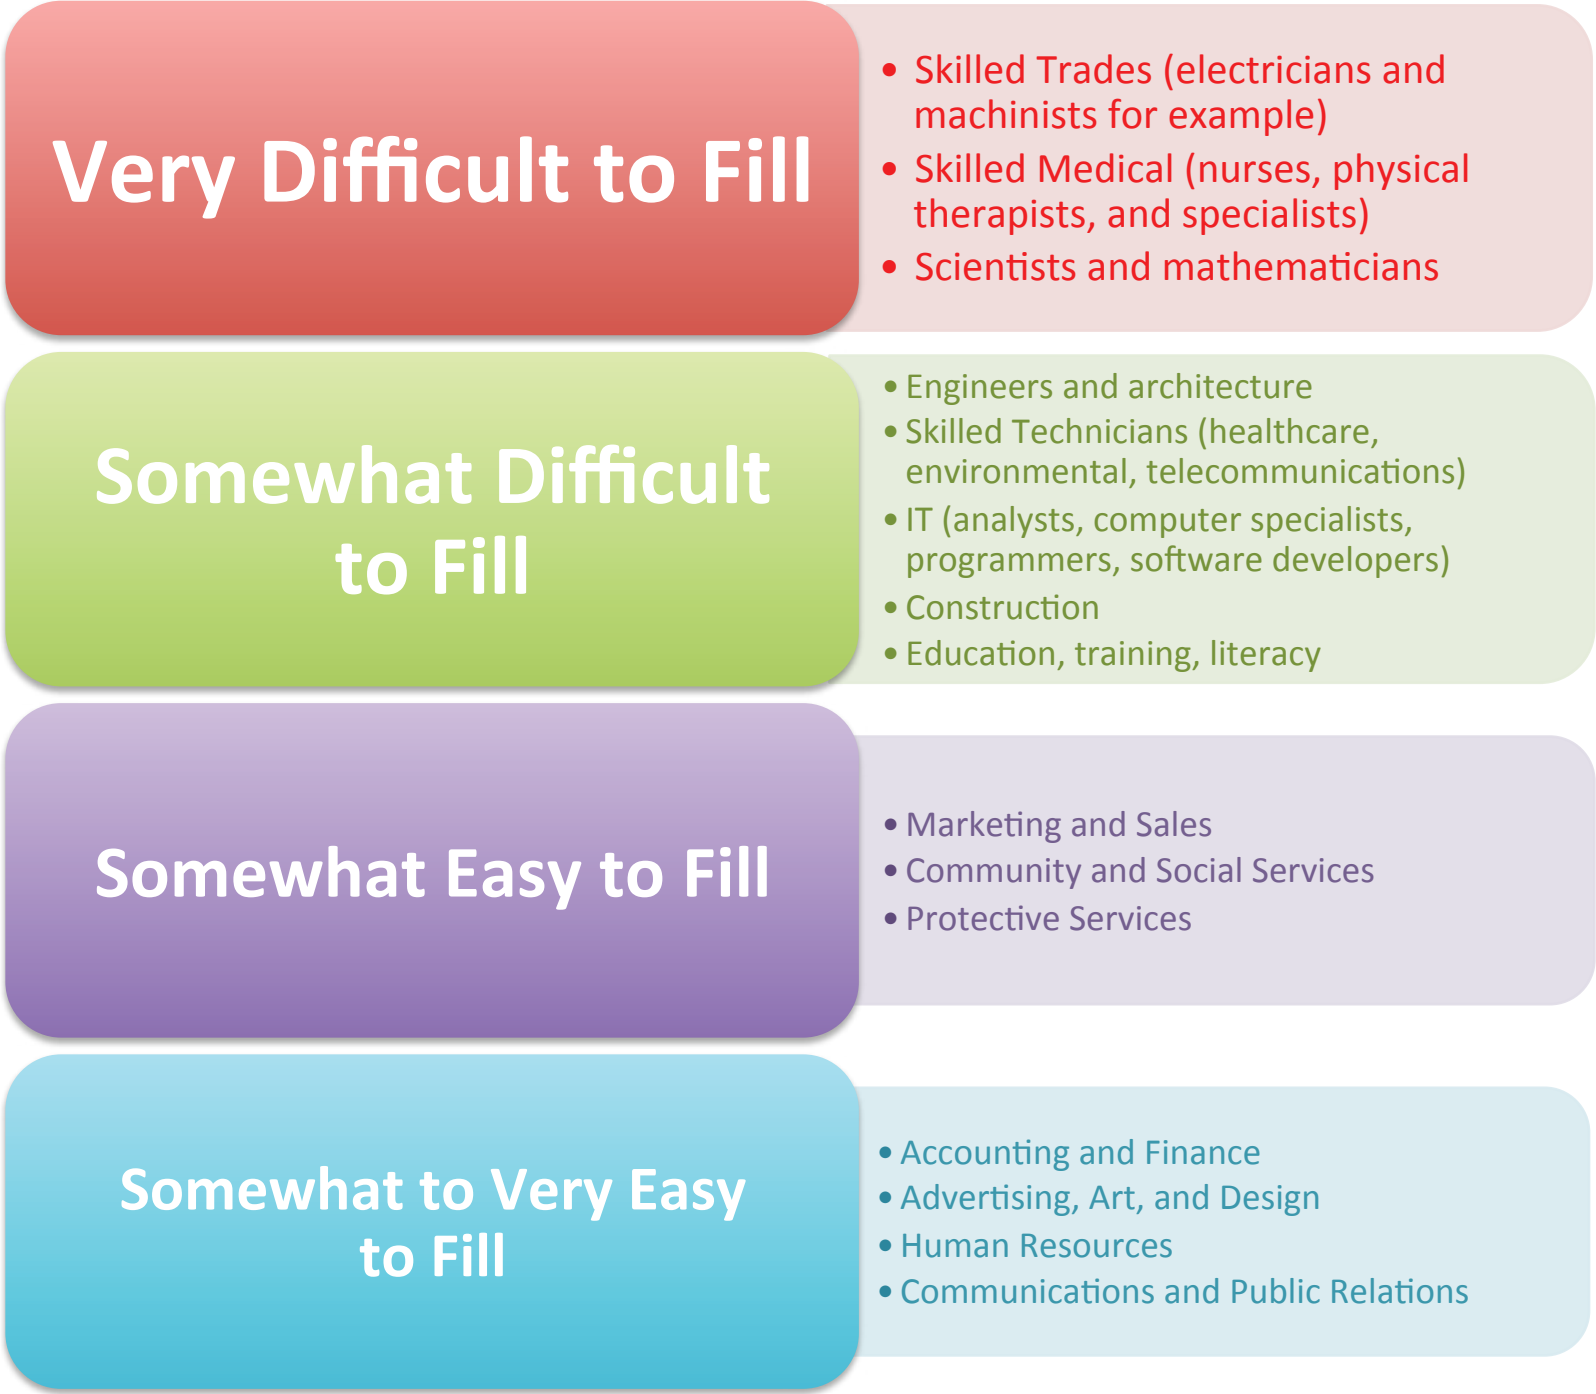 Very Difficult to Fill
• Skilled Trades (electricians and
machinists for example)
• Skilled Medical (nurses, physical
therapists, and specialists)
• Scientists and mathematicians
Somewhat Difficult
to Fill
• Engineers and architecture
• Skilled Technicians (healthcare,
environmental, telecommunications)
• IT (analysts, computer specialists,
programmers, software developers)
• Construction
• Education, training, literacy
Somewhat Easy to Fill
• Marketing and Sales
• Community and Social Services
• Protective Services
Somewhat to Very Easy
to Fill
• Accounting and Finance
• Advertising, Art, and Design
• Human Resources
• Communications and Public Relations